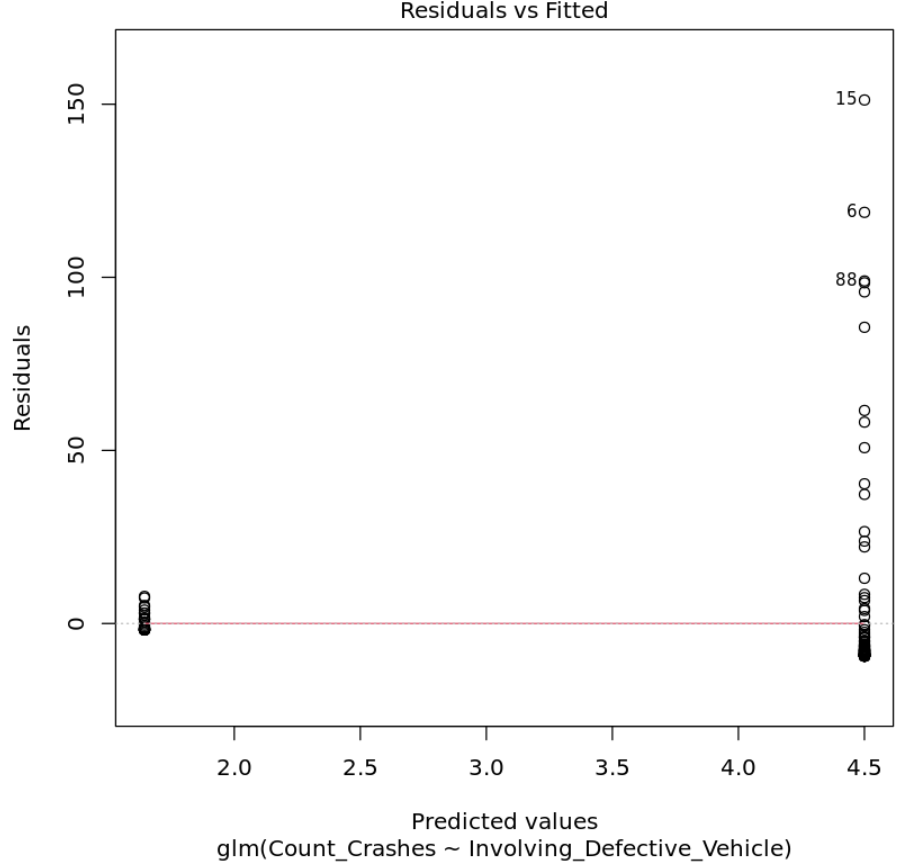 Residuals vs Fitted
Residuals
150
100
50
0
15
6
88
2.0 2.5 3.0 3.5 4.0 4.5
Predicted values
glm(Count_Crashes ~ Involving_Defective_Vehicle)